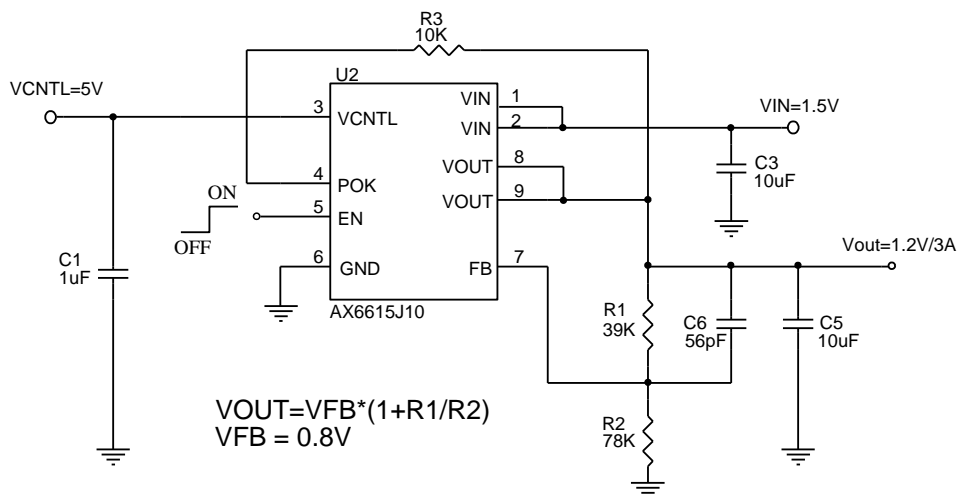 R3
10K
U2
VCNTL=5V
3
VCNTL
VIN
1
VIN
2
VIN=1.5V
VOUT
8
C3
10uF
4
POK
VOUT
9
ON
OFF
5
EN
C1
1uF
6
GND
FB
7
Vout=1.2V/3A
AX6615J10
R1
39K
C6
56pF
C5
10uF
VOUT=VFB*(1+R1/R2)
VFB = 0.8V
R2
78K